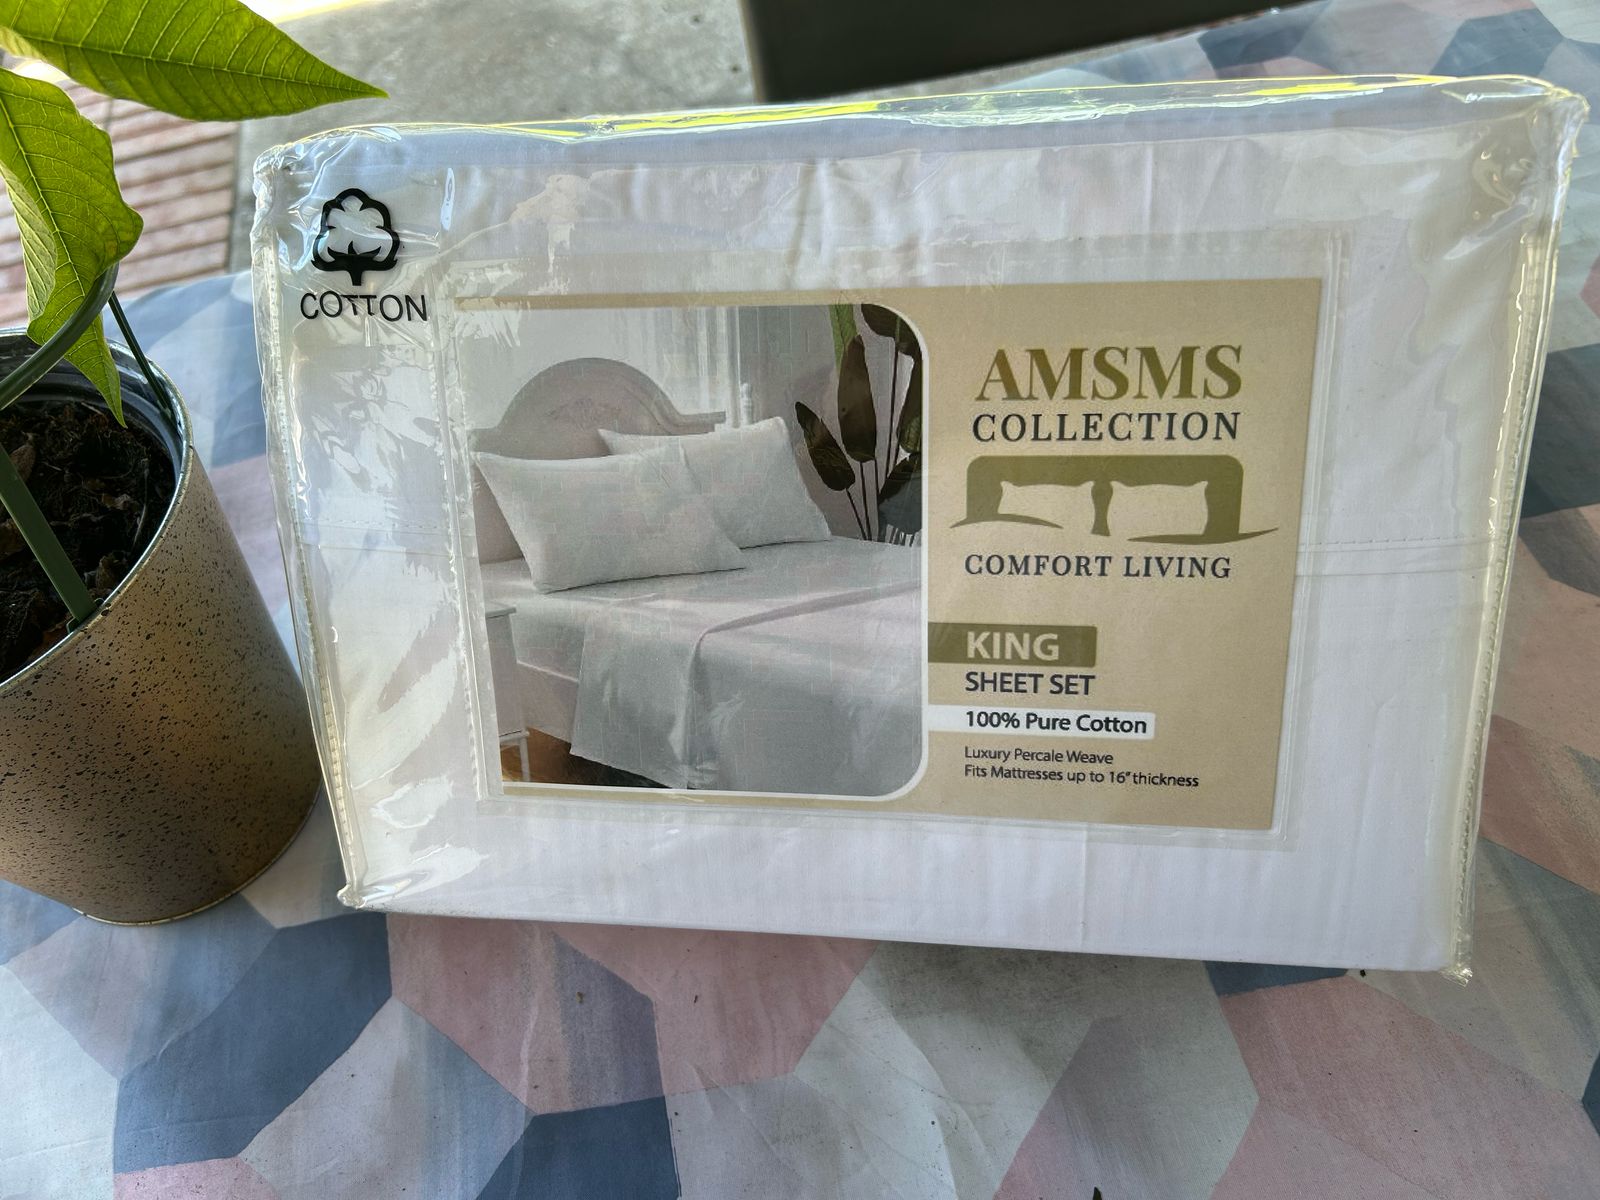 COTTON
AMSMS
COLLECTION
COMFORT LIVING
KING
SHEET SET
100% Pure Cotton
Luxury Percale Weave
Fits Mattresses up to 16" thickness